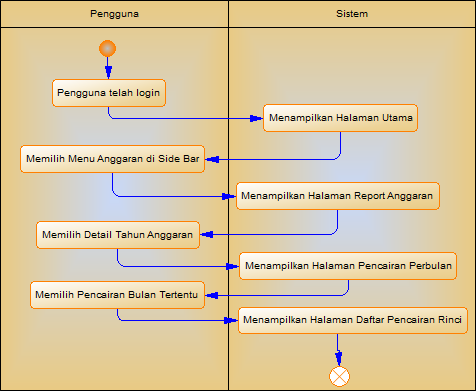 Pengguna
Sistem
Pengguna telah login
Menampilkan Halaman Utama
Memilih Menu Anggaran di Side Bar
Menampilkan Halaman Report Anggaran
Memilih Detail Tahun Anggaran
Menampilkan Halaman Pencairan Perbulan
Memilih Pencairan Bulan Tertentu
Menampilkan Halaman Daftar Pencairan Rinci